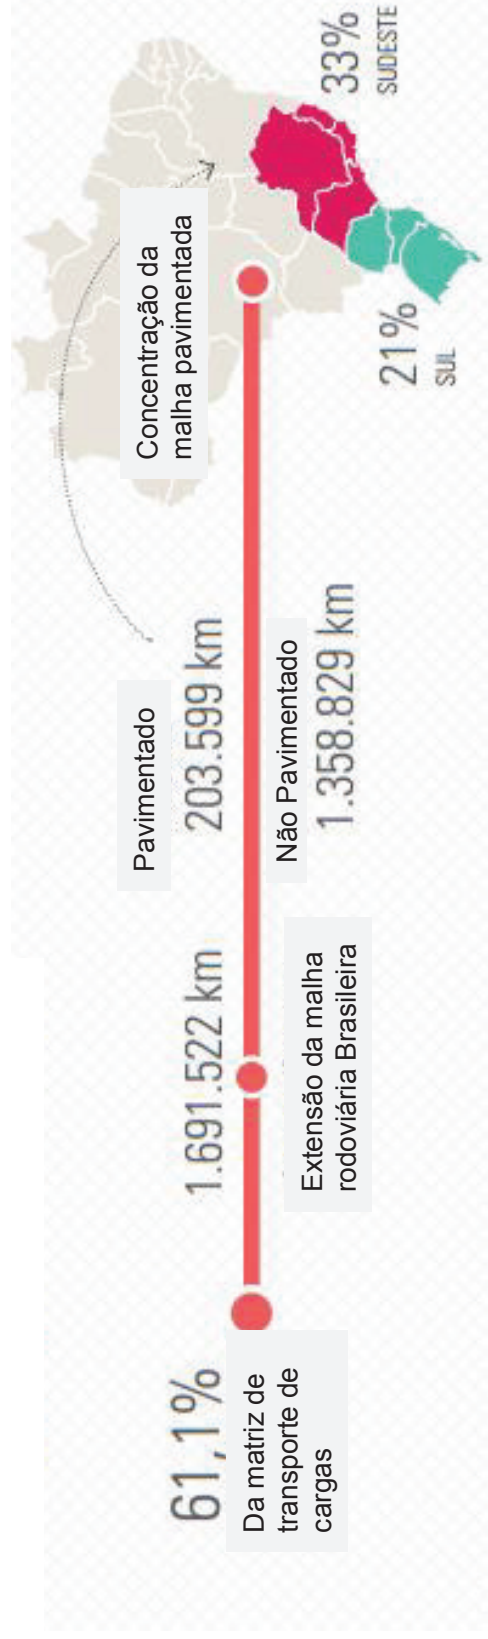 61,1%
Da matriz de
transporte de
cargas
1.691.522 km
Extensão da malha
rodoviária Brasileira
Pavimentado
203.599 km
Não Pavimentado
1.358.829 km
Concentração da
malha pavimentada
21%
SUL
33%
SUDESTE